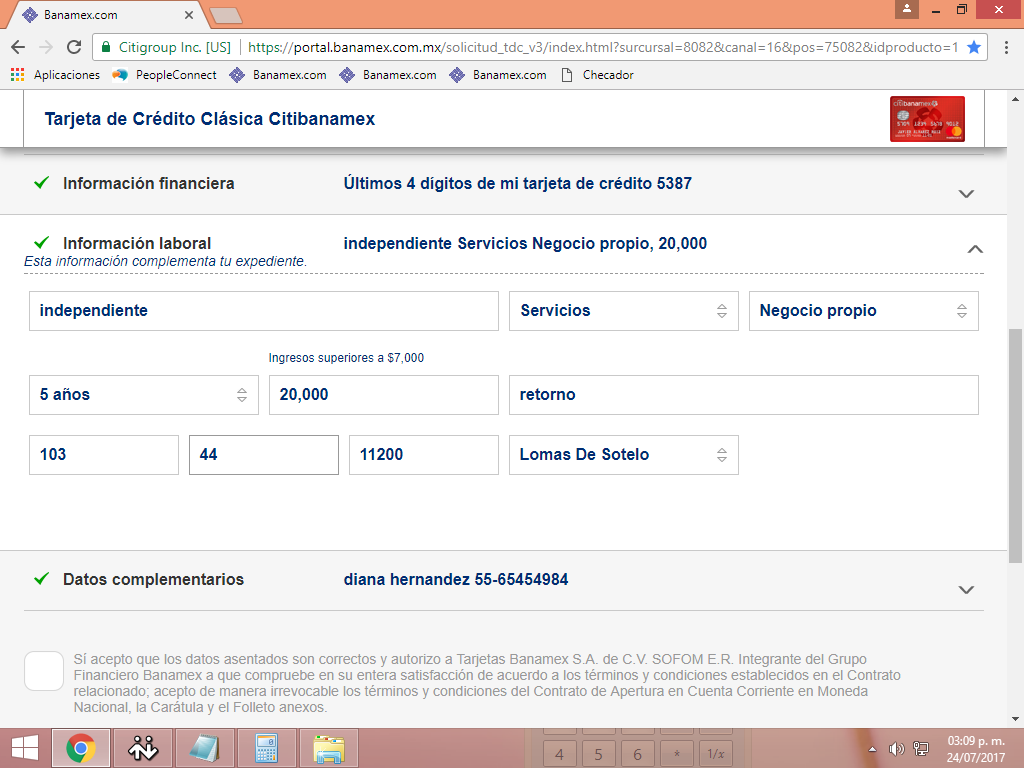 Banamex.com
Citigroup Inc. [US] https://portal.banamex.com.mx/solicitud_tdc_v3/index.html?surcursal=8082&canal=16&pos=75082&idproducto=1
Aplicaciones PeopleConnect Banamex.com Banamex.com Banamex.com Checador
Tarjeta de Crédito Clásica Citibanamex
Información financiera Últimos 4 dígitos de mi tarjeta de crédito 5387
Información laboral independiente Servicios Negocio propio, 20,000
Esta información complementa tu expediente.
independiente Servicios Negocio propio
Ingresos superiores a $7,000
5 años 20,000 retorno
103 44 11200 Lomas De Sotelo
Datos complementarios diana hernandez 55-65454984
Sí acepto que los datos asentados son correctos y autorizo a Tarjetas Banamex S.A. de C.V. SOFOM E.R. Integrante del Grupo
Financiero Banamex a que compruebe en su entera satisfacción de acuerdo a los términos y condiciones establecidos en el Contrato
relacionado; acepto de manera irrevocable los términos y condiciones del Contrato de Apertura en Cuenta Corriente en Moneda
Nacional, la Carátula y el Folleto anexos.
4 5 6 * 1/x
03:09 p. m.
24/07/2017